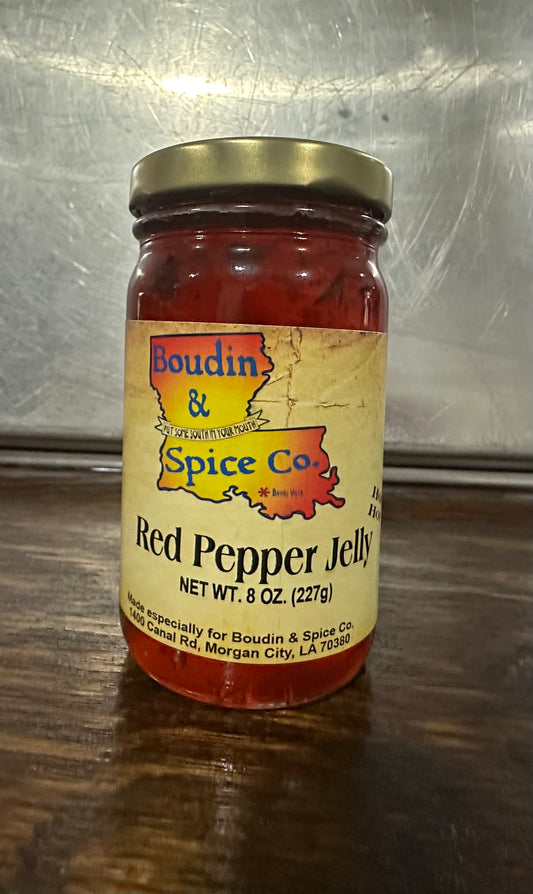 Boudin
&
PUT SOME SOUTH IN YOUR MOUTH
Spice Co.
Red Pepper Jelly
NET WT. 8 OZ. (227g)
Made especially for Boudin & Spice Co.
1400 Canal Rd, Morgan City, LA 70380